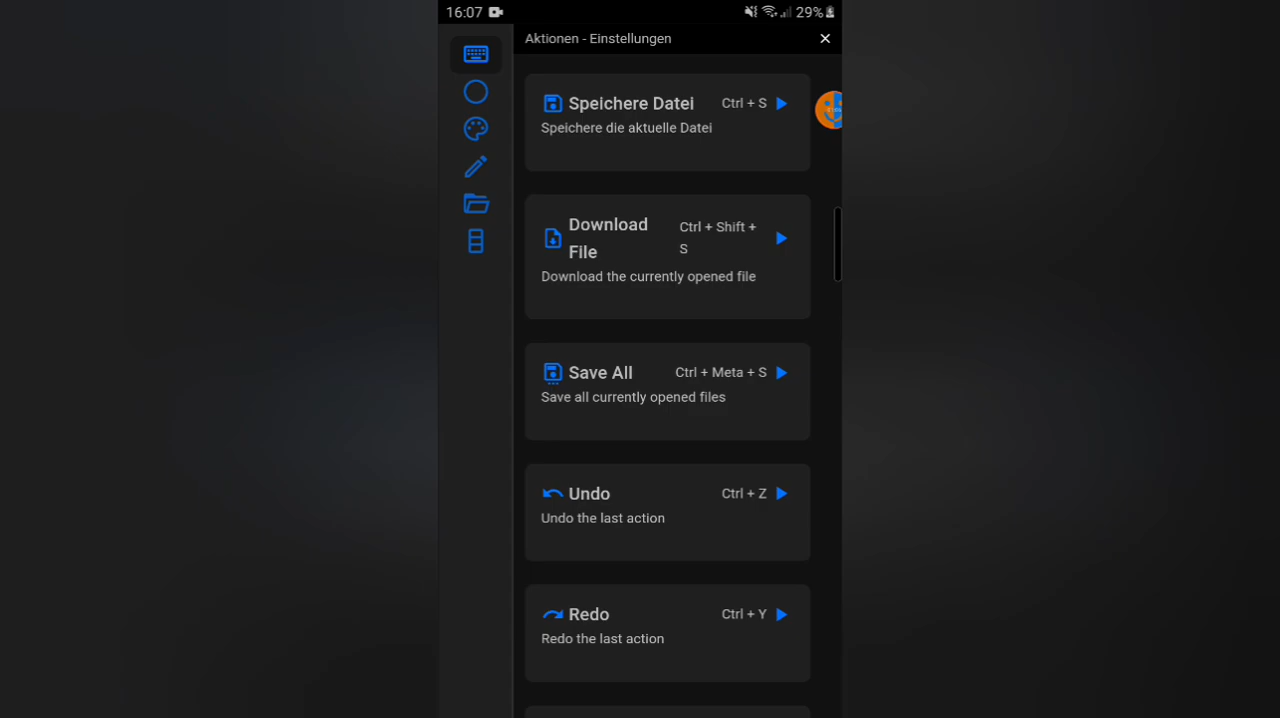 16:07
29%
Aktionen - Einstellungen
Speichere Datei
Ctrl + S
Speichere die aktuelle Datei
Download
File
Ctrl + Shift +
S
Download the currently opened file
Save All
Ctrl + Meta + S
Save all currently opened files
Undo
Ctrl + Z
Undo the last action
Redo
Ctrl + Y
Redo the last action